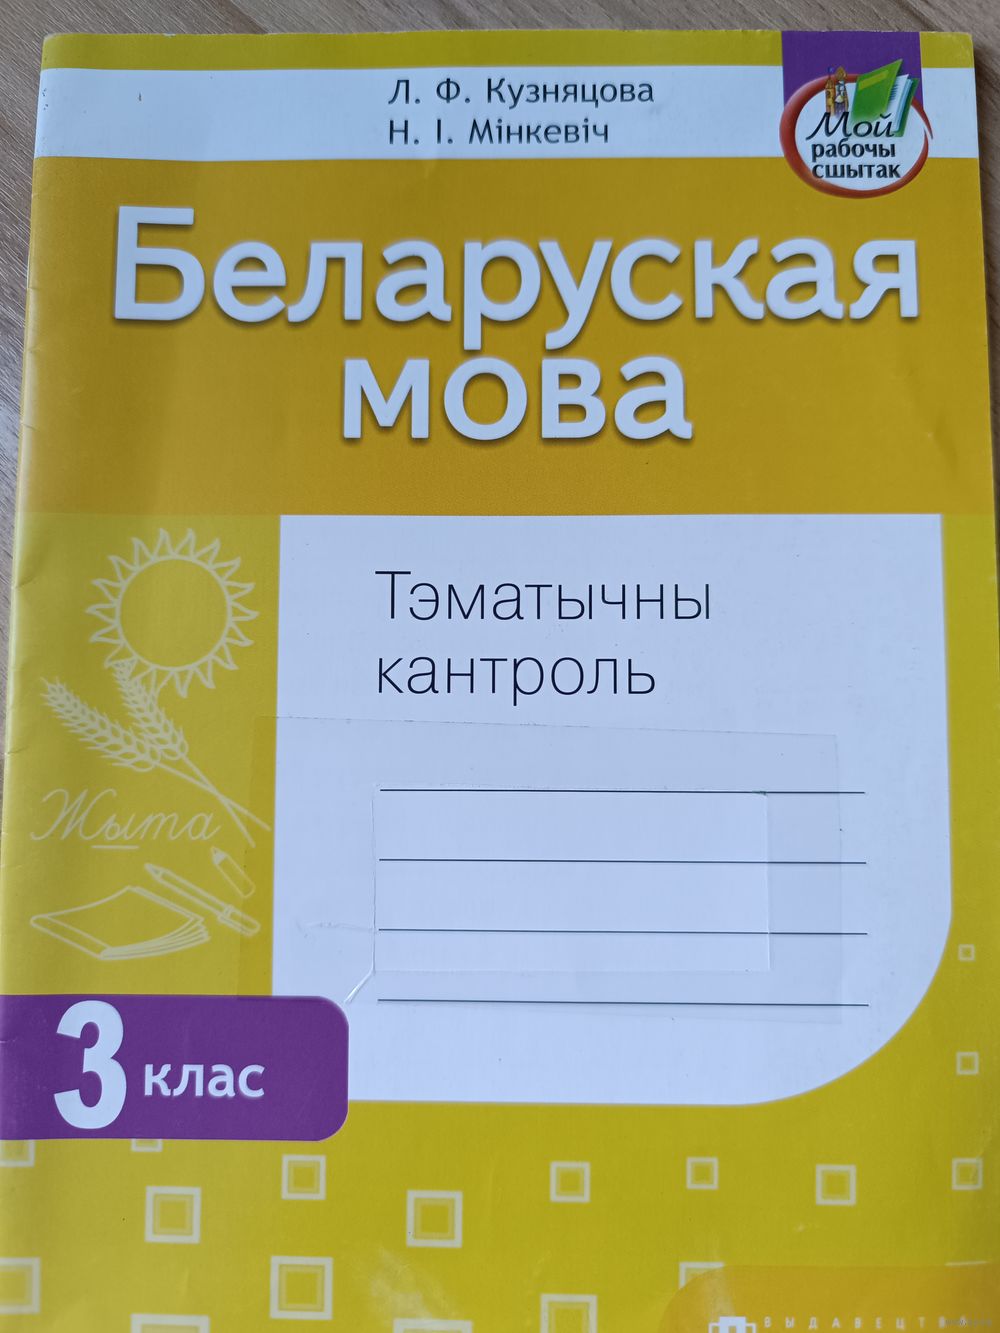 Л. Ф. Кузняцова
Н. І. Мінкевіч
Мой
рабочы
сшытак
Беларуская
мова
Тэматычны
кантроль
Жыта
3 клас